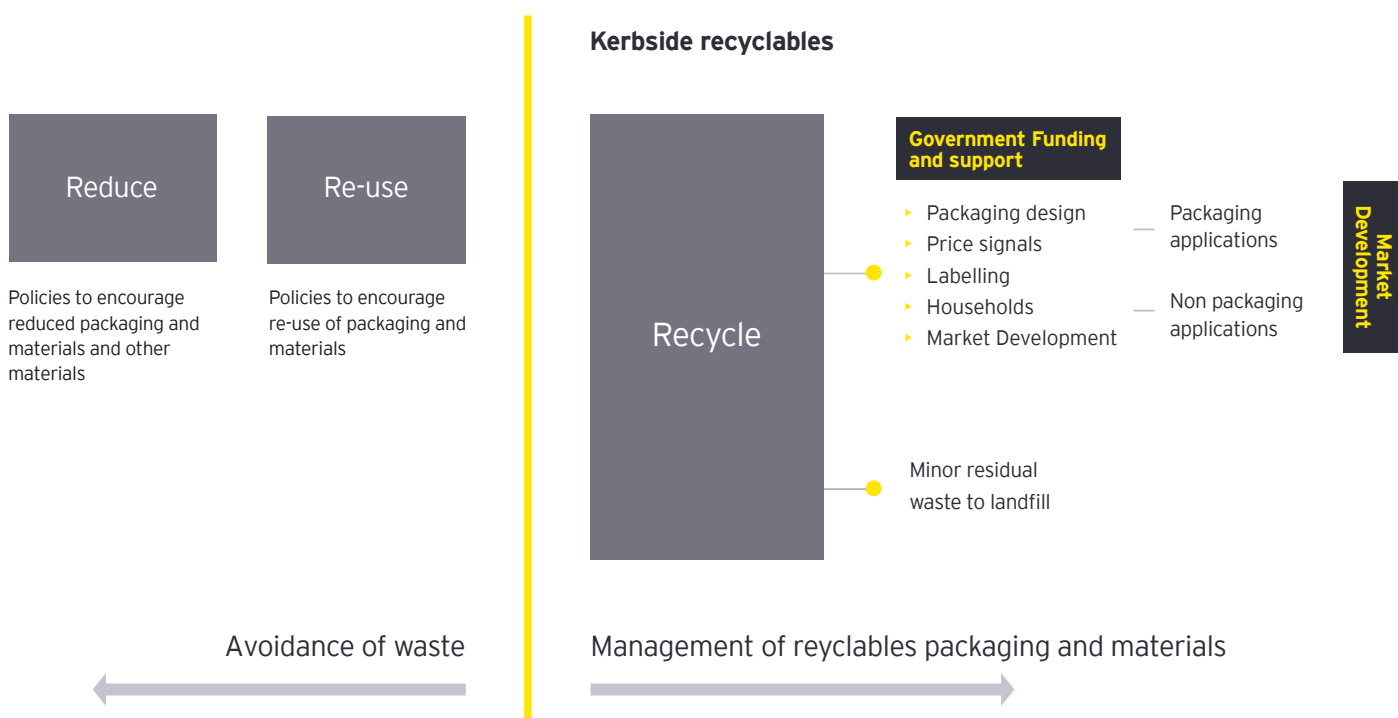 Reduce
Policies to encourage
reduced packaging and
materials and other
materials
Re-use
Policies to encourage
re-use of packaging and
materials
Avoidance of waste
Kerbside recyclables
Recycle
Government Funding
and support
▸ Packaging design
▸ Price signals
▸ Labelling
▸ Households
▸ Market Development
Packaging
applications
Non packaging
applications
Market
Development
Minor residual
waste to landfill
Management of reyclables packaging and materials